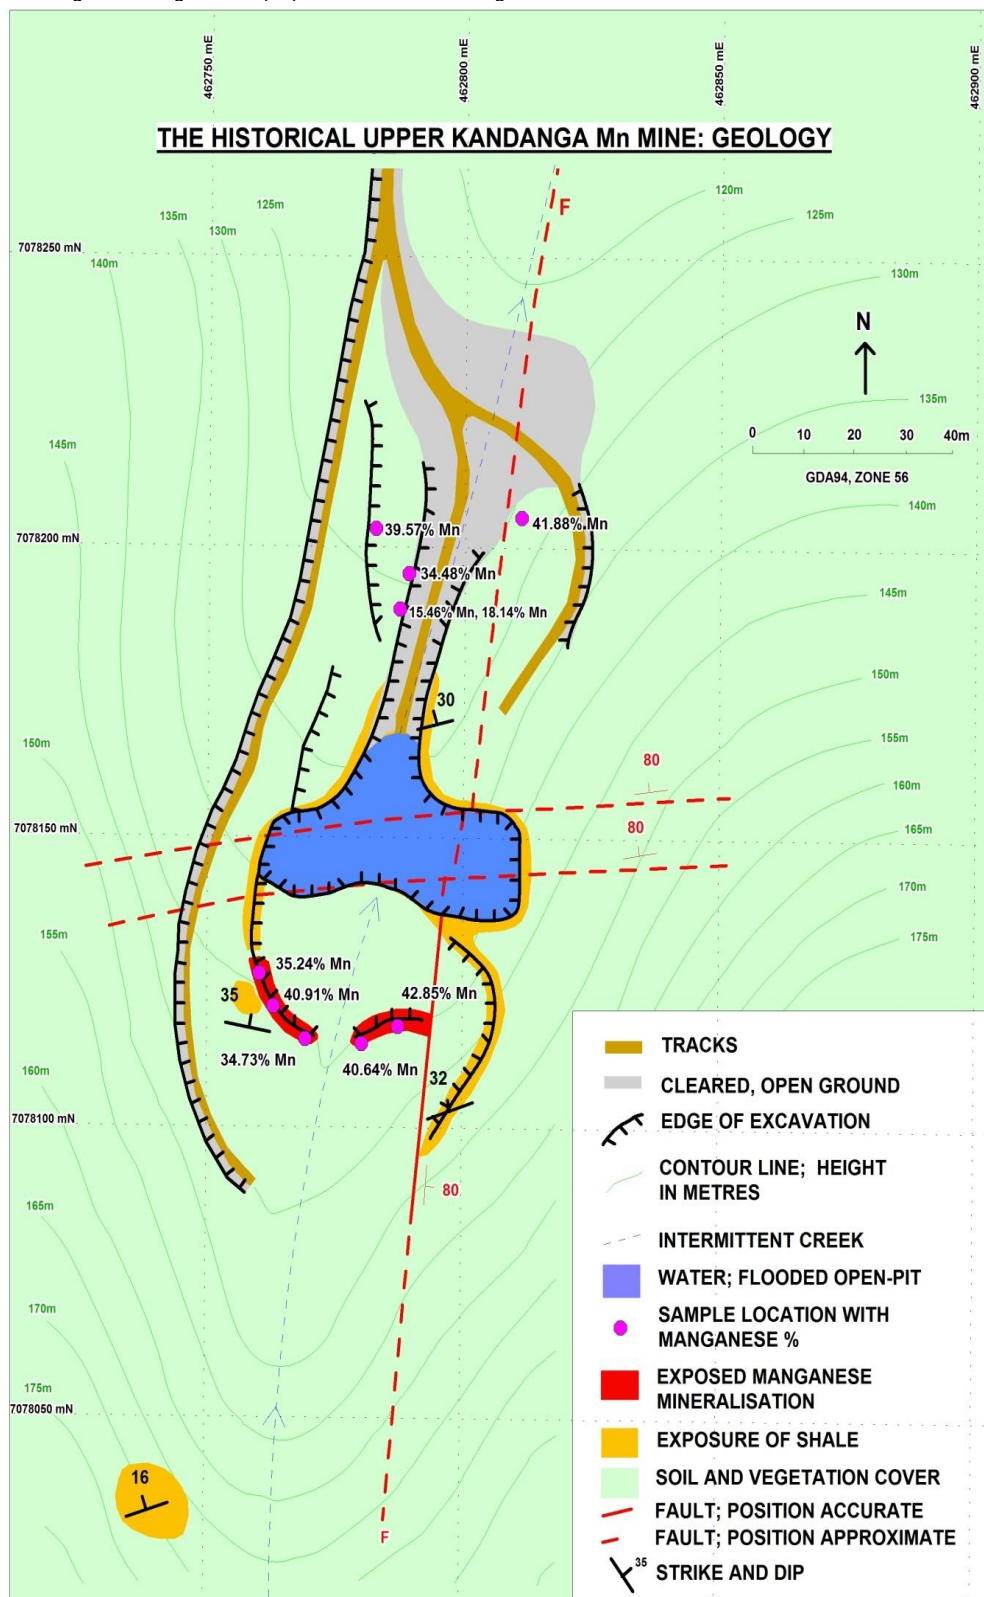 462750 mE
462800 mE
462850 mE
462900 mE
THE HISTORICAL UPPER KANDANGA Mn MINE: GEOLOGY
120m
125m
135m
125m
130m
F
7078250 mN
140m
130m
N
135m
0 10 20 30 40m
GDA94, ZONE 56
145m
140m
39.57% Mn
41.88% Mn
7078200 mN
34.48% Mn
15.46% Mn, 18.14% Mn
145m
150m
30
150m
155m
80
160m
7078150 mN
80
165m
170m
155m
175m
35.24% Mn
35
40.91% Mn
42.85% Mn
34.73% Mn
40.64% Mn
32
160m
7078100 mN
80
165m
170m
175m
7078050 mN
16
F
TRACKS
CLEARED, OPEN GROUND
EDGE OF EXCAVATION
CONTOUR LINE; HEIGHT
IN METRES
INTERMITTENT CREEK
WATER; FLOODED OPEN-PIT
SAMPLE LOCATION WITH
MANGANESE %
EXPOSED MANGANESE
MINERALISATION
EXPOSURE OF SHALE
SOIL AND VEGETATION COVER
FAULT; POSITION ACCURATE
FAULT; POSITION APPROXIMATE
35
STRIKE AND DIP